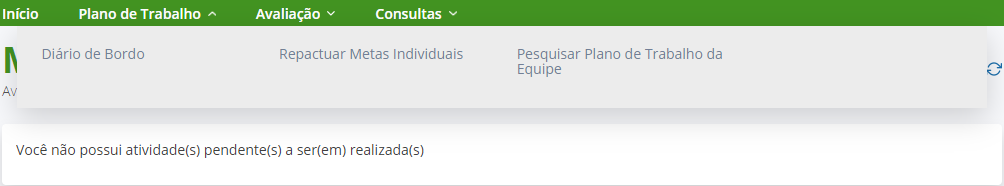 Início Plano de Trabalho Avaliação Consultas
Diário de Bordo Repactuar Metas Individuais Pesquisar Plano de Trabalho da
Equipe
Você não possui atividade(s) pendente(s) a ser(em) realizada(s)